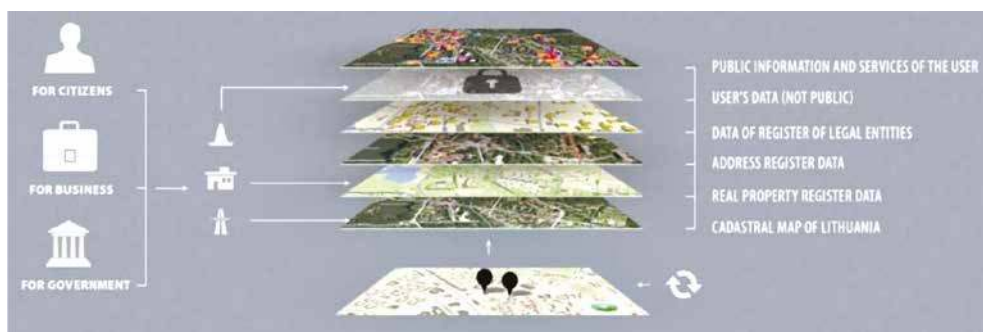 FOR CITIZENS
FOR BUSINESS
FOR GOVERNMENT
PUBLIC INFORMATION AND SERVICES OF THE USER
USER'S DATA (NOT PUBLIC)
DATA OF REGISTER OF LEGAL ENTITIES
ADDRESS REGISTER DATA
REAL PROPERTY REGISTER DATA
CADASTRAL MAP OF LITHUANIA